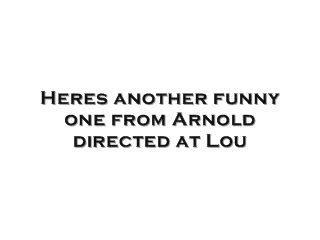 Heres another funny
one from Arnold
directed at Lou